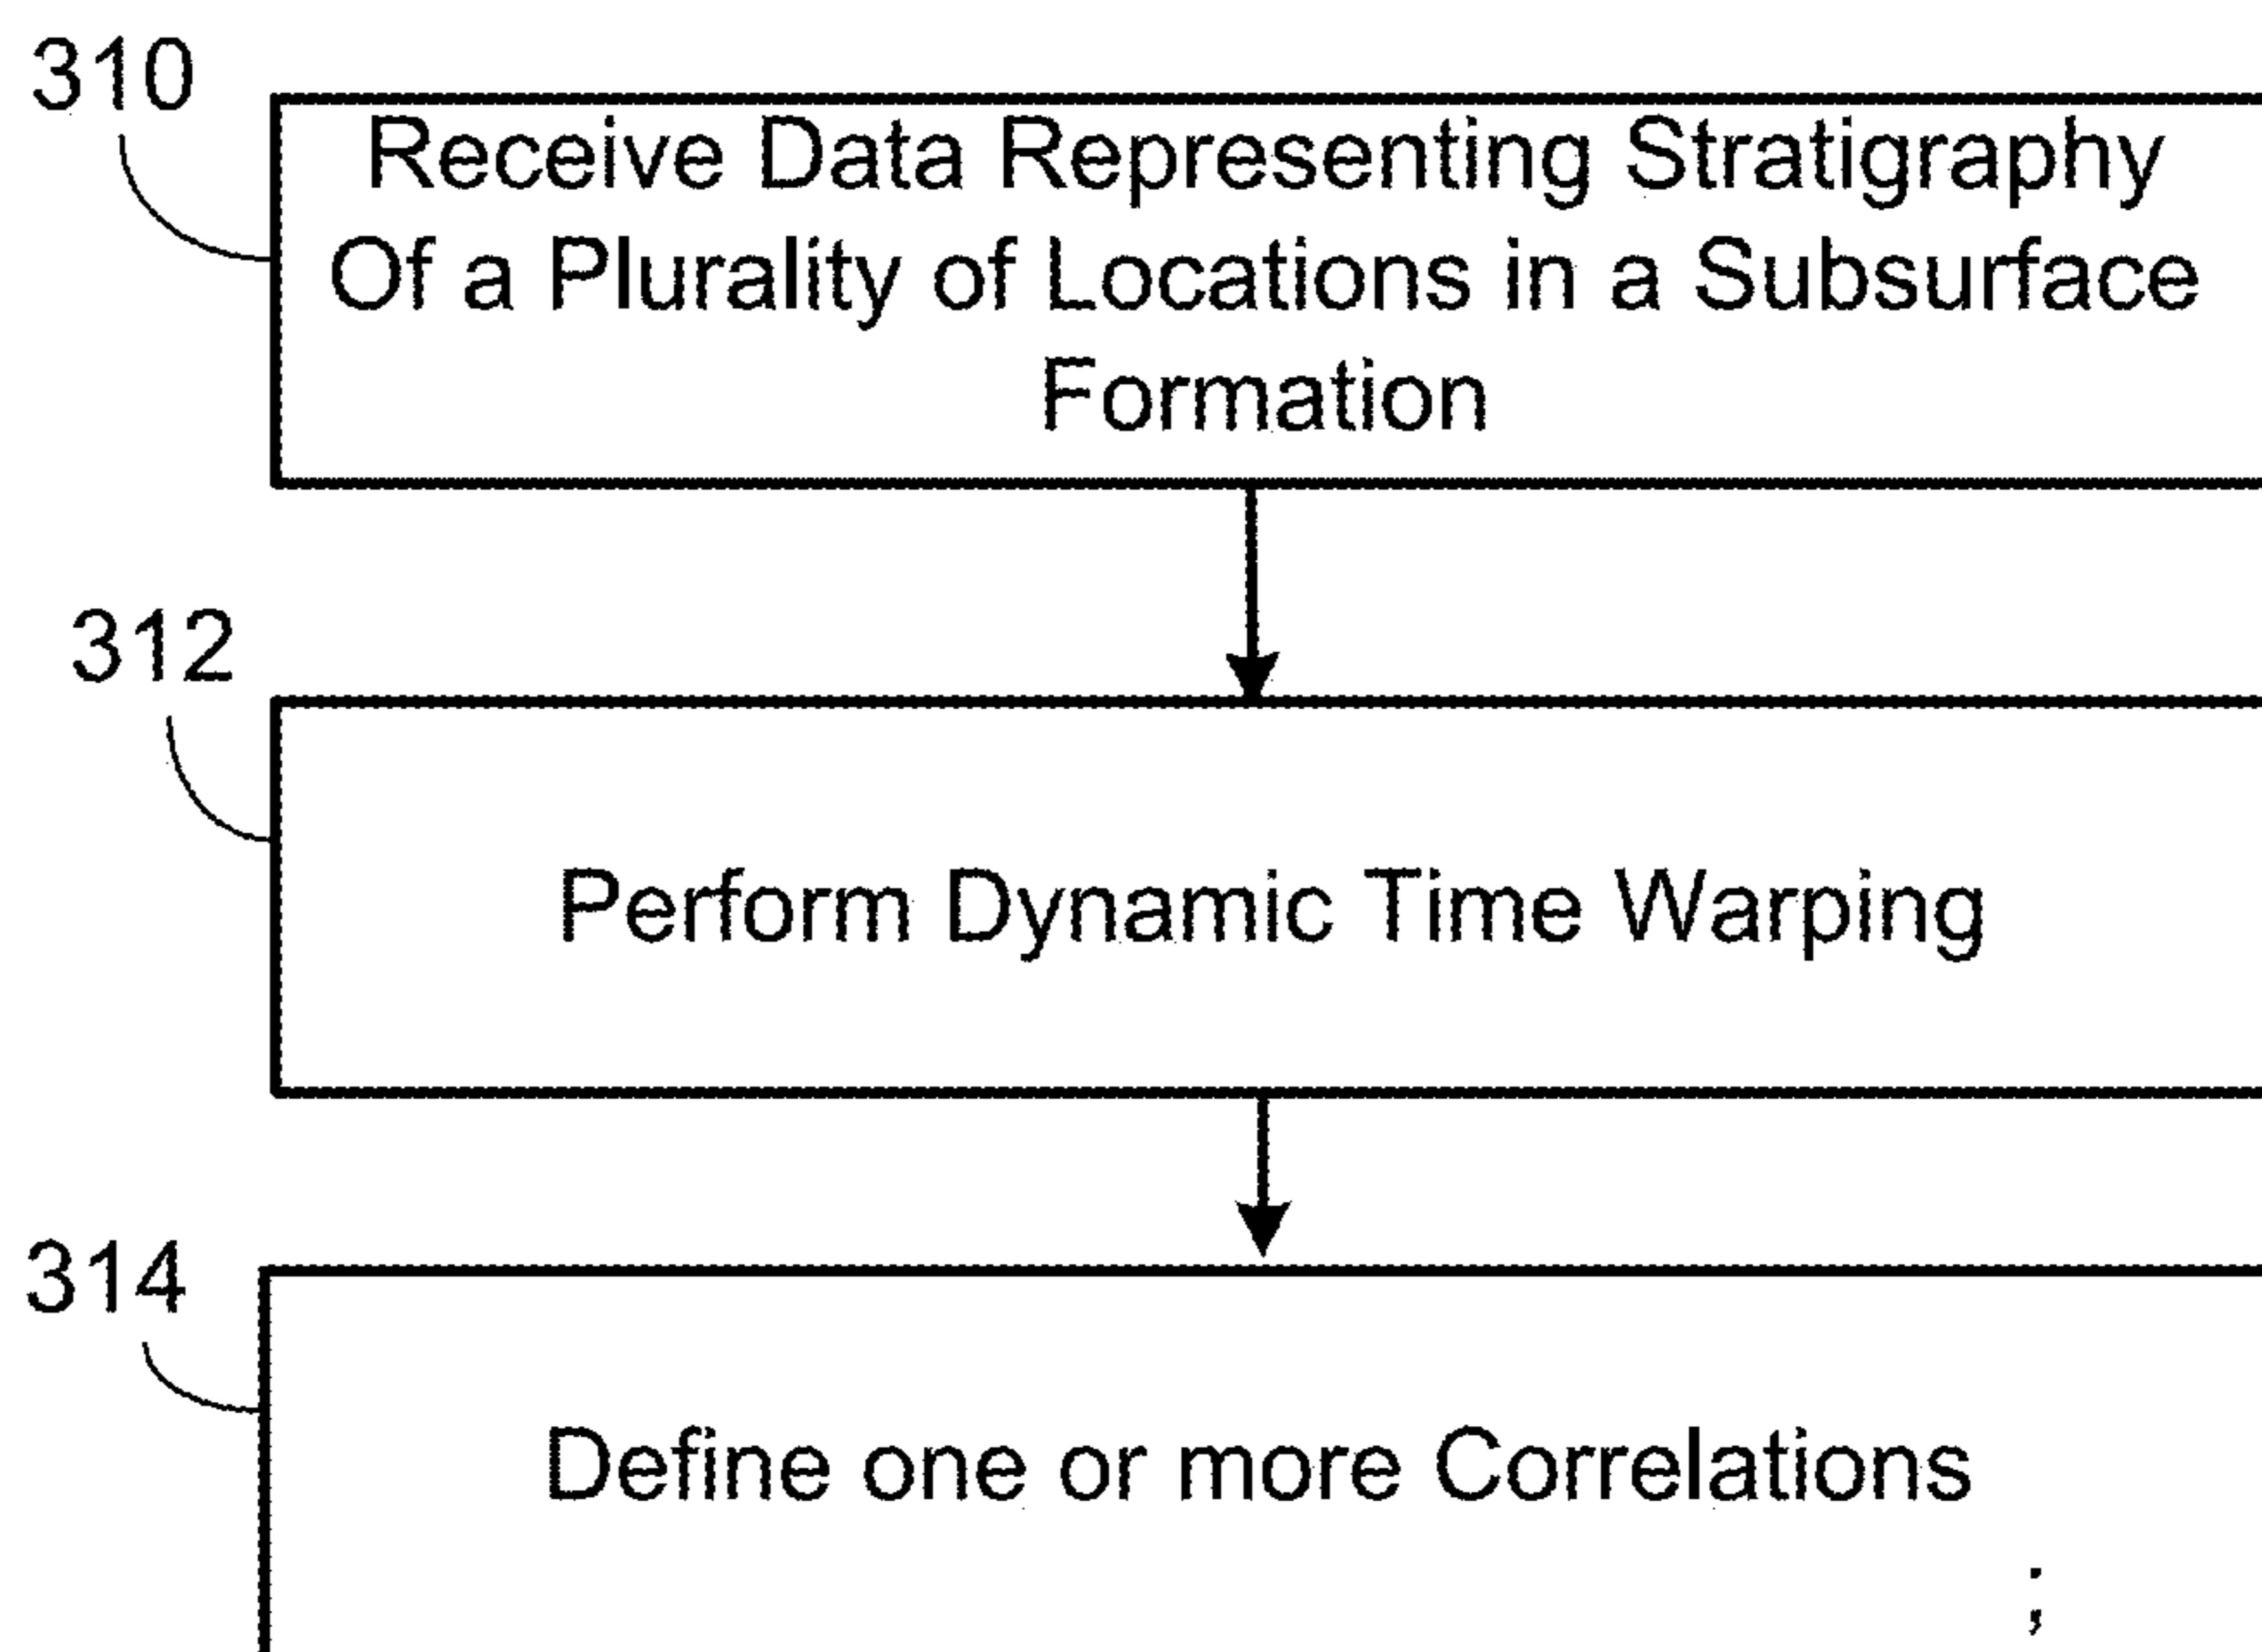 310
Receive Data Representing Stratigraphy
Of a Plurality of Locations in a Subsurface
Formation
312
Perform Dynamic Time Warping
314
Define one or more Correlations
;